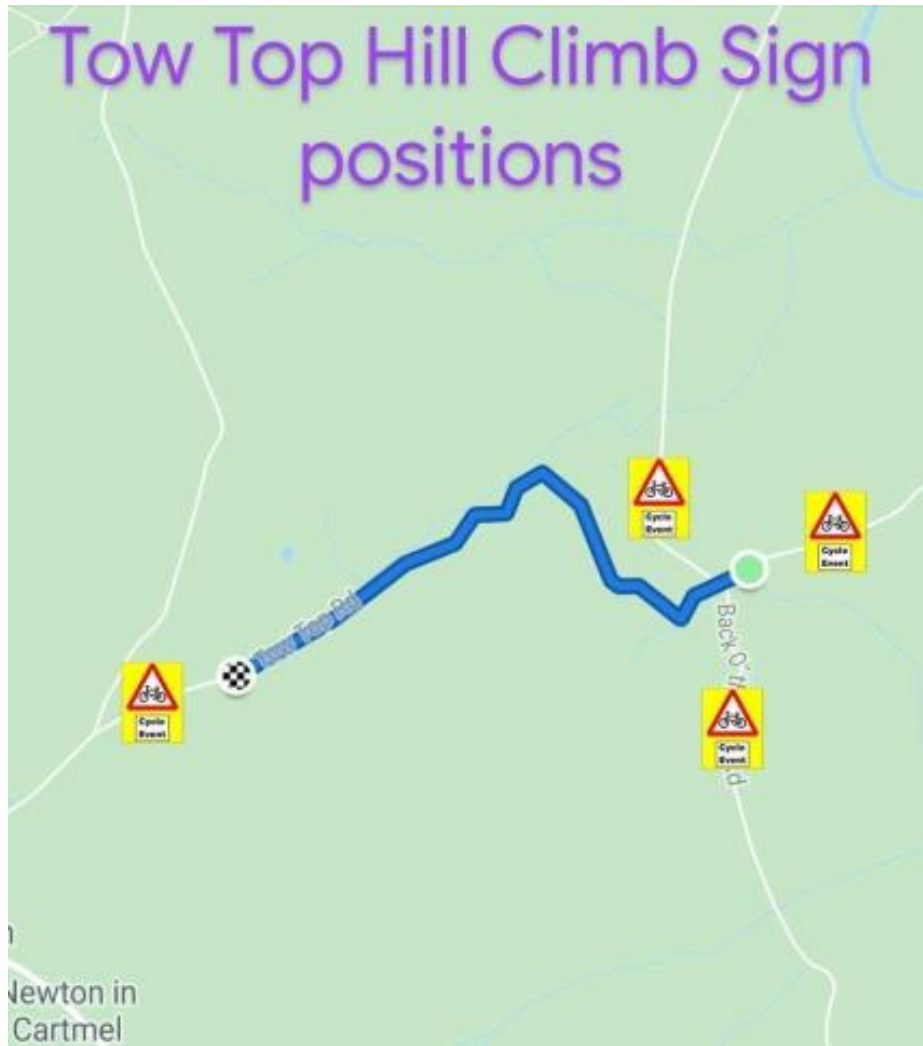 Tow Top Hill Climb Sign
positions
Cycle
Event
Cycle
Event
Tow Top Rd
Back O' t
d
Cycle
Event
Cycle
Event
Newton in
Cartmel